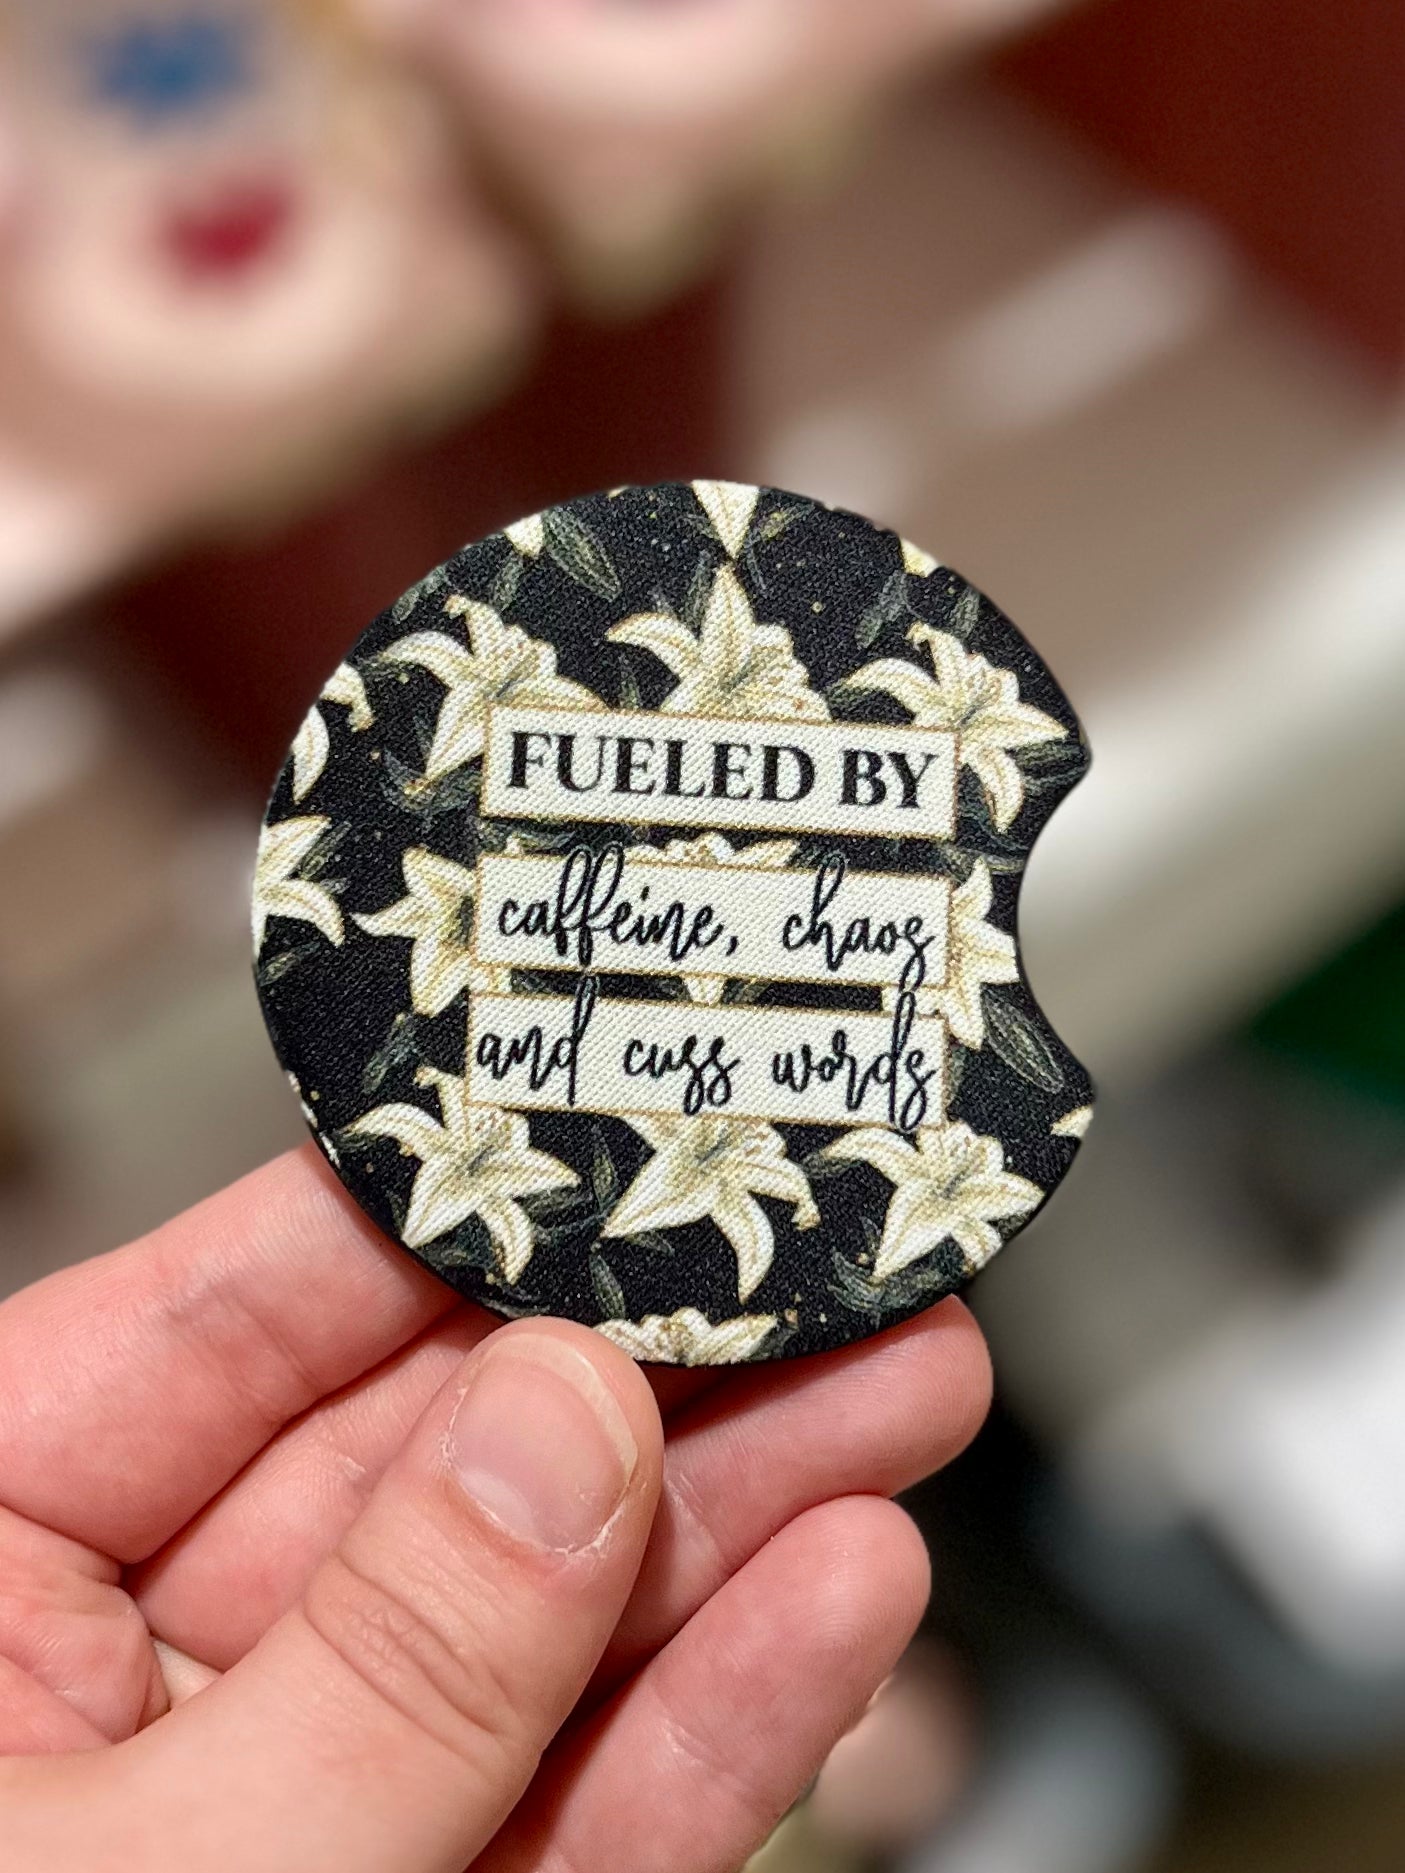 FUELED BY
caffeine, chaos
and cuss words